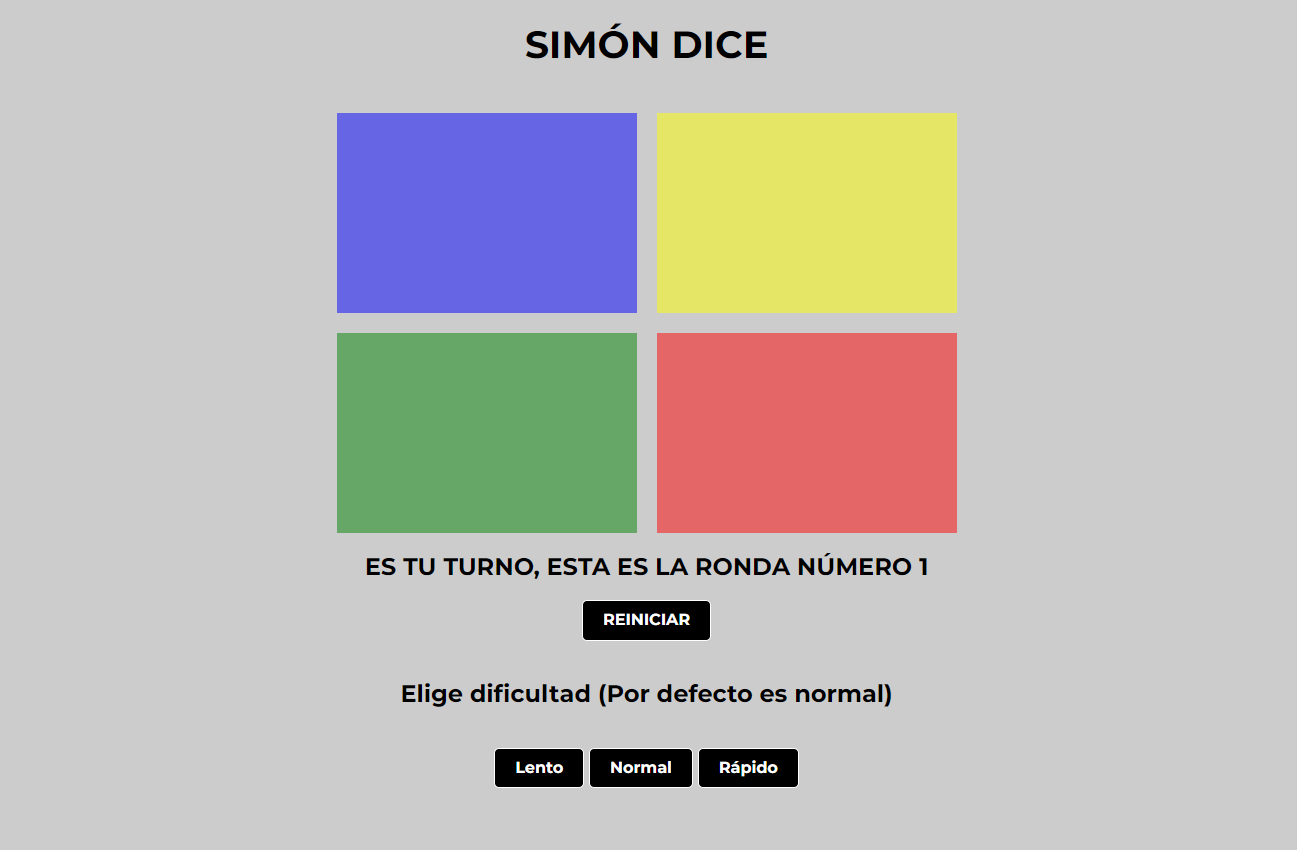 SIMÓN DICE
ES TU TURNO, ESTA ES LA RONDA NÚMERO 1
REINICIAR
Elige dificultad (Por defecto es normal)
Lento Normal Rápido